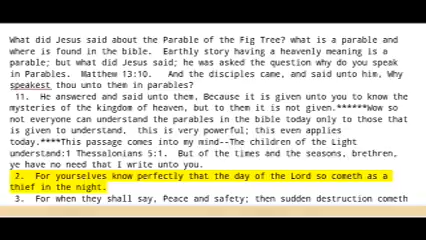 What did Jesus said about the Parable of the Fig Tree? what is a parable and
where is found in the bible.  Earthly story having a heavenly meaning is a
parable; but what did Jesus said; he was asked the question why do you speak
in Parables.  Matthew 13:10.   And the disciples came, and said unto him, Why
speakest thou unto them in parables?
11.  He answered and said unto them, Because it is given unto you to know the
mysteries of the kingdom of heaven, but to them it is not given.******Wow so
not everyone can understand the parables in the bible today only to those that
is given to understand,  this is very powerful; this even applies
today.****This passage comes into my mind--The children of the Light
understand:1 Thessalonians 5:1.  But of the times and the seasons, brethren,
ye have no need that I write unto you.
2.  For yourselves know perfectly that the day of the Lord so cometh as a
thief in the night.
3  For when they shall say, Peace and safety; then sudden destruction cometh